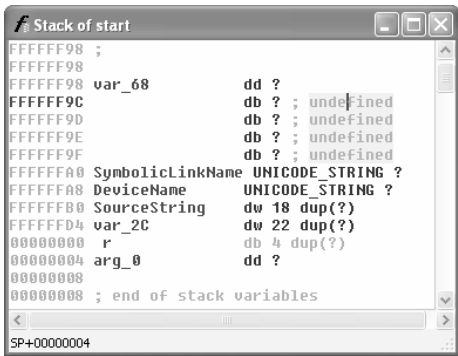 Stack of start
FFFFFF98 ;
FFFFFF98
FFFFFF98 var_68 dd ?
FFFFFF9C db ? ; undefined
FFFFFF9D db ? ; undefined
FFFFFF9E db ? ; undefined
FFFFFF9F db ? ; undefined
FFFFFFA0 SymbolicLinkName UNICODE_STRING ?
FFFFFFA8 DeviceName UNICODE_STRING ?
FFFFFFB0 SourceString dw 18 dup(?)
FFFFFFD4 var_2C dw 22 dup(?)
00000000 r db 4 dup(?)
00000004 arg_0 dd ?
00000008
00000008 ; end of stack variables
SP+00000004